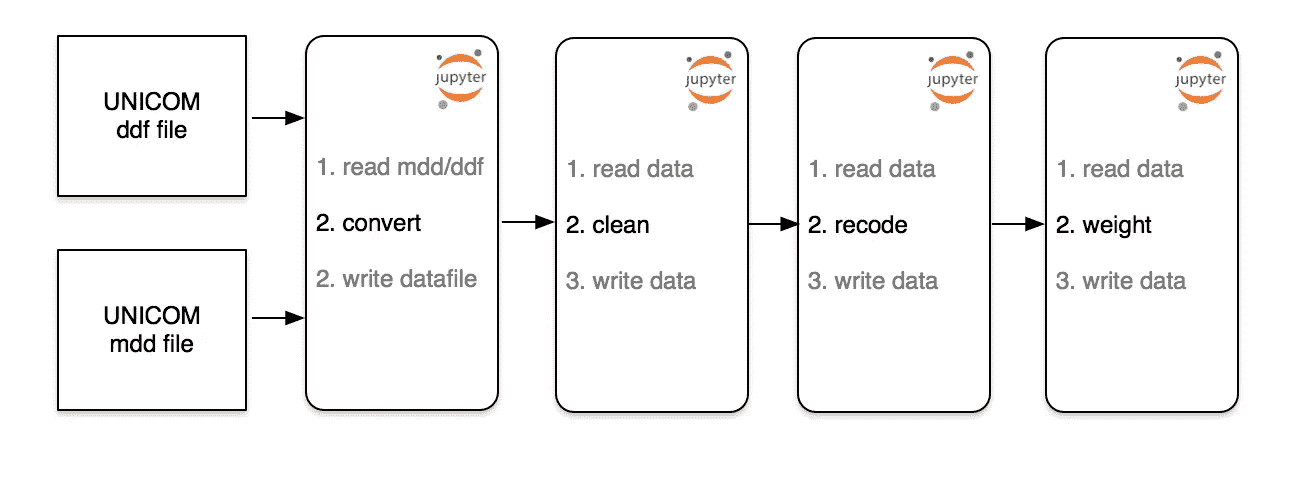 UNICOM
ddf file
UNICOM
mdd file
jupyter
1. read mdd/ddf
2. convert
2. write datafile
jupyter
1. read data
2. clean
3. write data
jupyter
1. read data
2. recode
3. write data
jupyter
1. read data
2. weight
3. write data